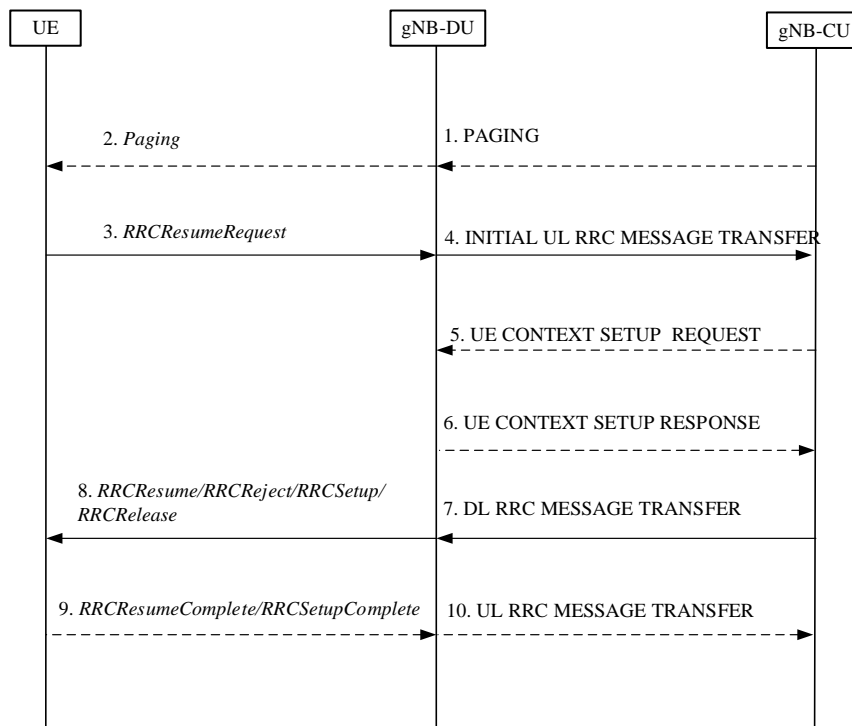 UE
gNB-DU
gNB-CU
2. Paging
1. PAGING
3. RRCResumeRequest
4. INITIAL UL RRC MESSAGE TRANSFER
5. UE CONTEXT SETUP REQUEST
6. UE CONTEXT SETUP RESPONSE
8. RRCResume/RRCReject/RRCSetup/
RRCRelease
7. DL RRC MESSAGE TRANSFER
9. RRCResumeComplete/RRCSetupComplete
10. UL RRC MESSAGE TRANSFER